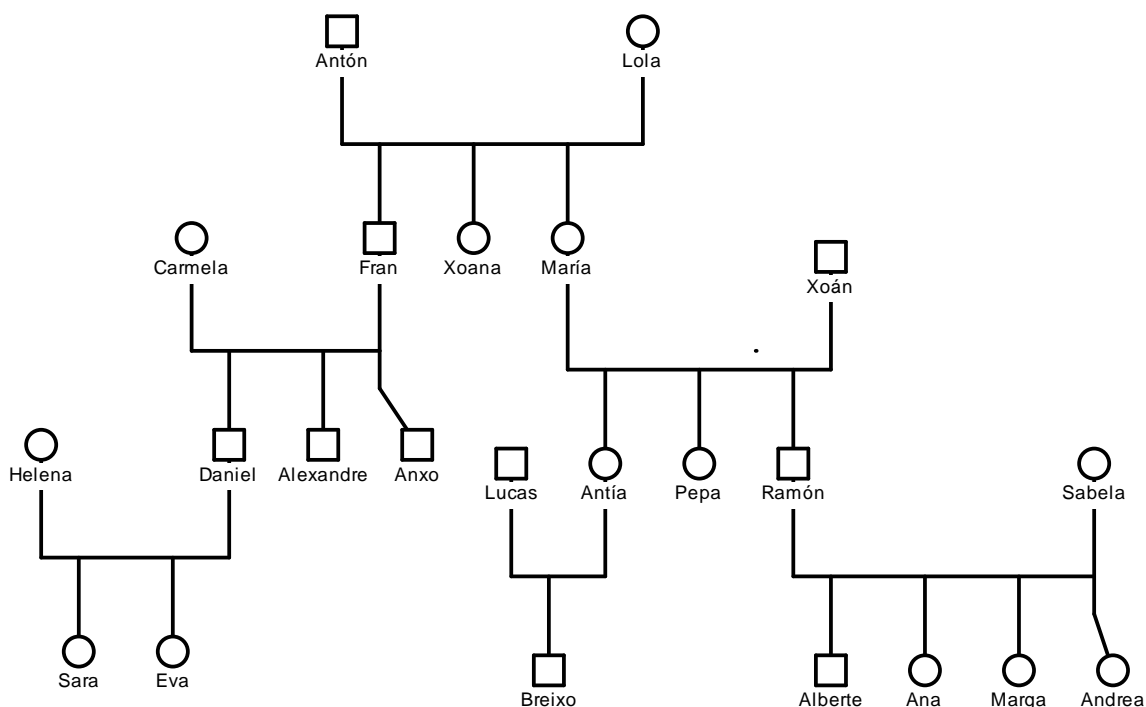 Antón Lola
Carmela Fran Xoana María
Xoán
Helena Daniel Alexandre Anxo
Lucas Antía Pepa Ramón Sabela
Sara Eva
Breixo Alberte Ana Marga Andrea